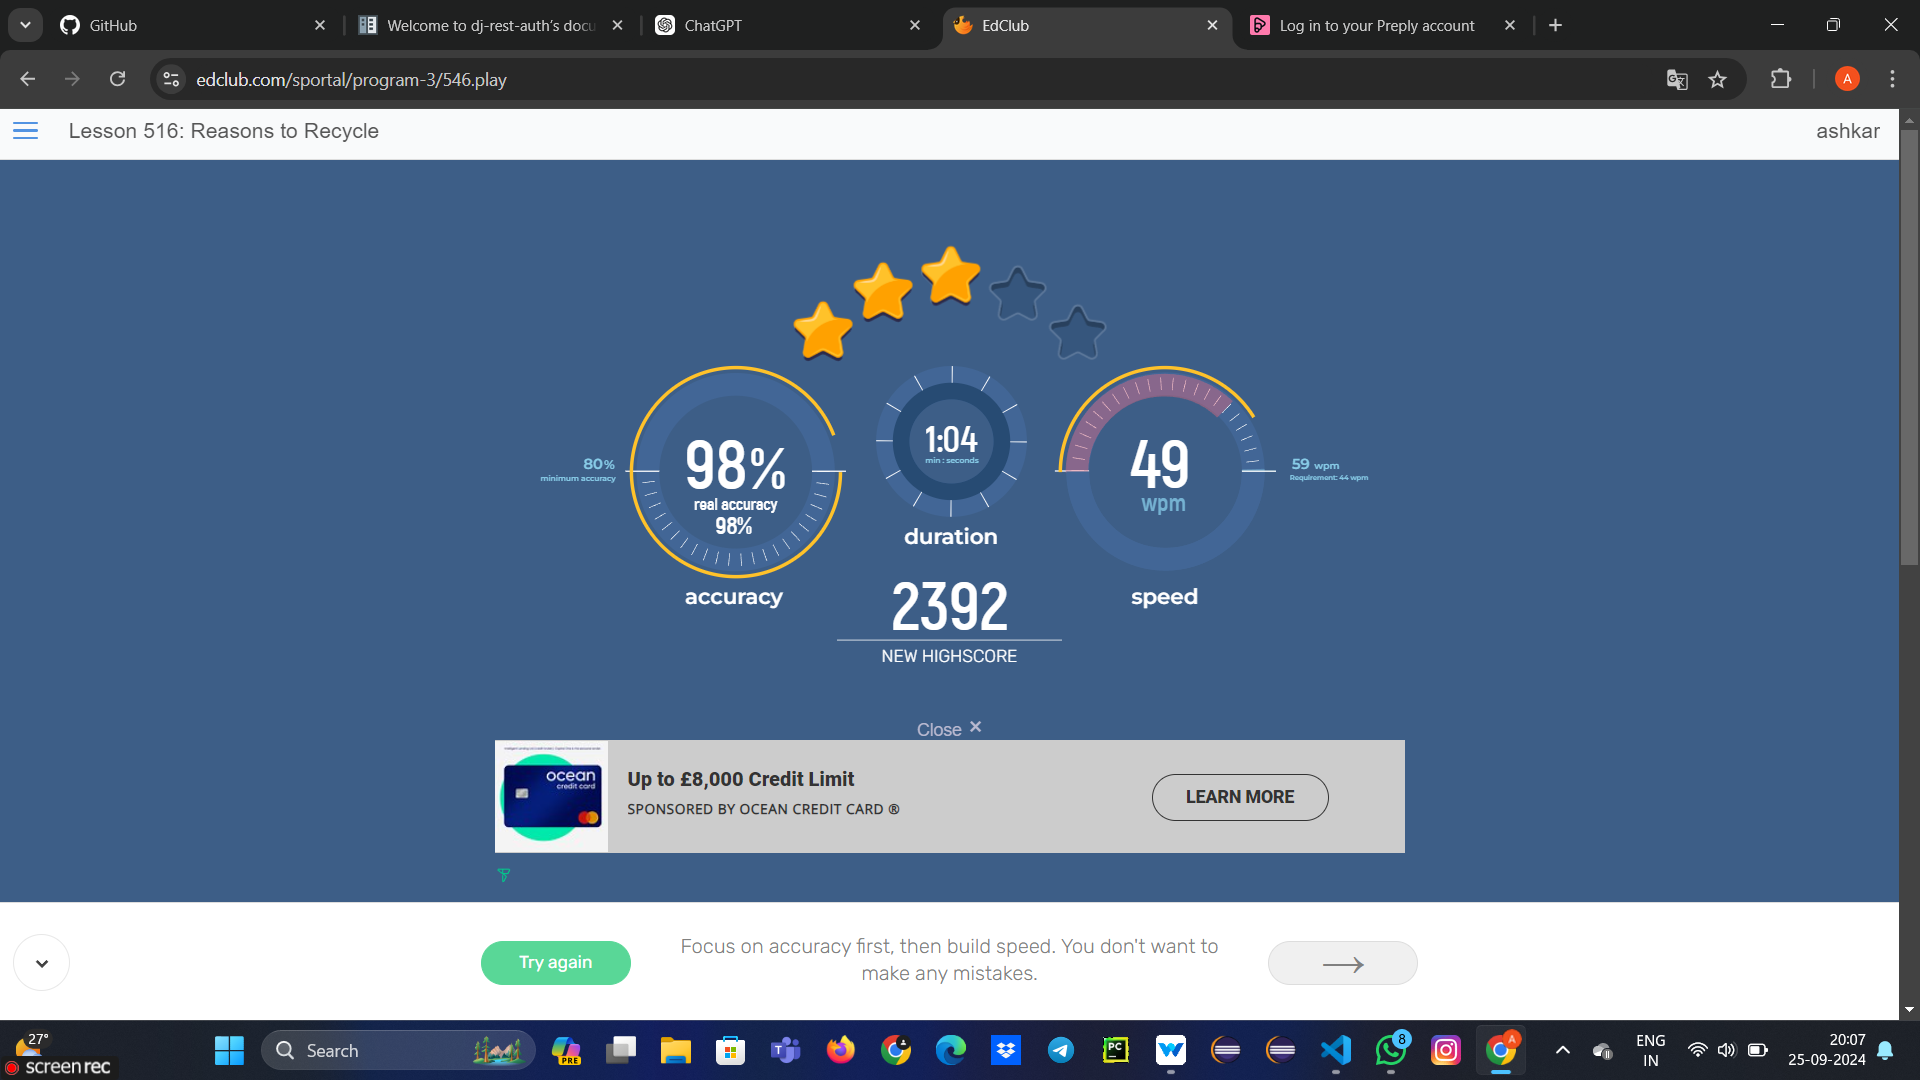 GitHub
Welcome to dj-rest-auth's docu
ChatGPT
EdClub
Log in to your Preply account
edclub.com/sportal/program-3/546.play
A
Lesson 516: Reasons to Recycle
ashkar
80%
minimum accuracy
98%
real accuracy
98%
accuracy
1:04
min : seconds
duration
49
wpm
speed
59 wpm
Requirement: 44 wpm
2392
NEW HIGHSCORE
Close
ocean
credit card
Up to £8,000 Credit Limit
SPONSORED BY OCEAN CREDIT CARD ®
LEARN MORE
Try again
Focus on accuracy first, then build speed. You don't want to
make any mistakes.
27°
screenrec
Search
PRE
T
PC
8
A
ENG
IN
20:07
25-09-2024